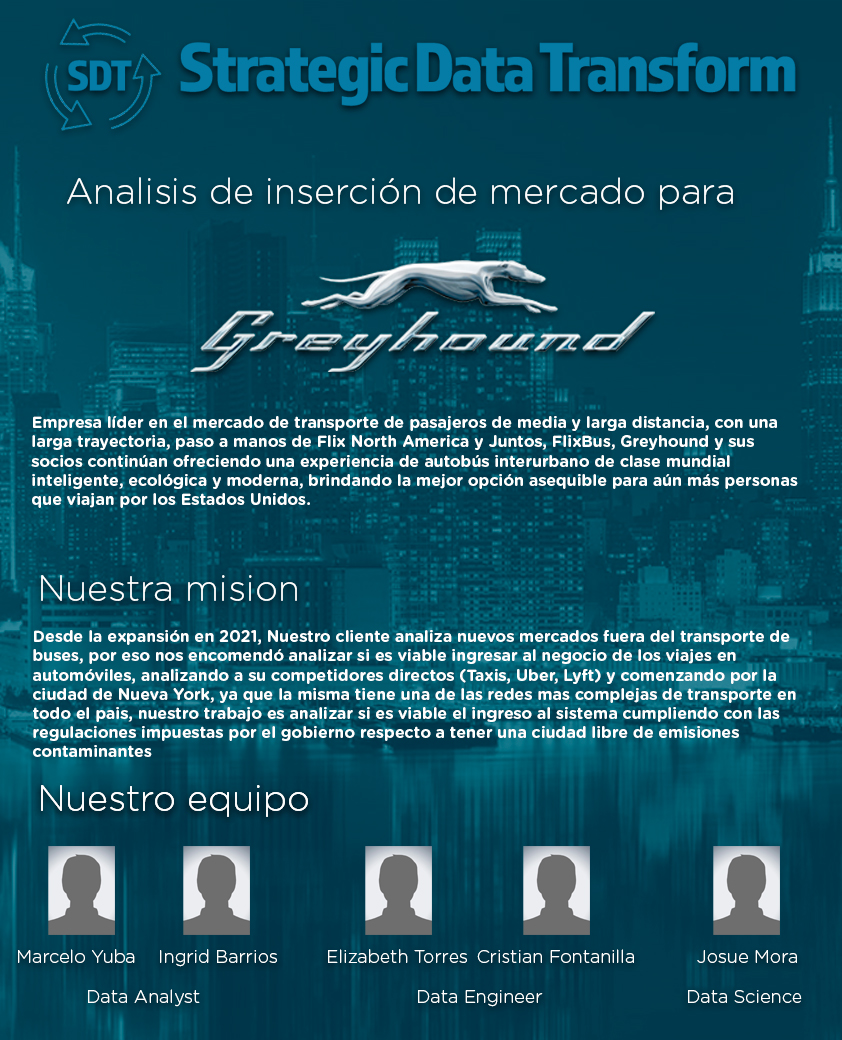 SDT Strategic Data Transform
Analisis de inserción de mercado para
Greyhound
Empresa líder en el mercado de transporte de pasajeros de media y larga distancia, con una
larga trayectoria, paso a manos de Flix North America y Juntos, FlixBus, Greyhound y sus
socios continúan ofreciendo una experiencia de autobús interurbano de clase mundial
inteligente, ecológica y moderna, brindando la mejor opción asequible para aún más personas
que viajan por los Estados Unidos.
Nuestra mision
Desde la expansión en 2021, Nuestro cliente analiza nuevos mercados fuera del transporte de
buses, por eso nos encomendó analizar si es viable ingresar al negocio de los viajes en
automóviles, analizando a su competidores directos (Taxis, Uber, Lyft) y comenzando por la
ciudad de Nueva York, ya que la misma tiene una de las redes mas complejas de transporte en
todo el pais, nuestro trabajo es analizar si es viable el ingreso al sistema cumpliendo con las
regulaciones impuestas por el gobierno respecto a tener una ciudad libre de emisiones
contaminantes
Nuestro equipo
Marcelo Yuba Ingrid Barrios Elizabeth Torres Cristian Fontanilla Josue Mora
Data Analyst Data Engineer Data Science